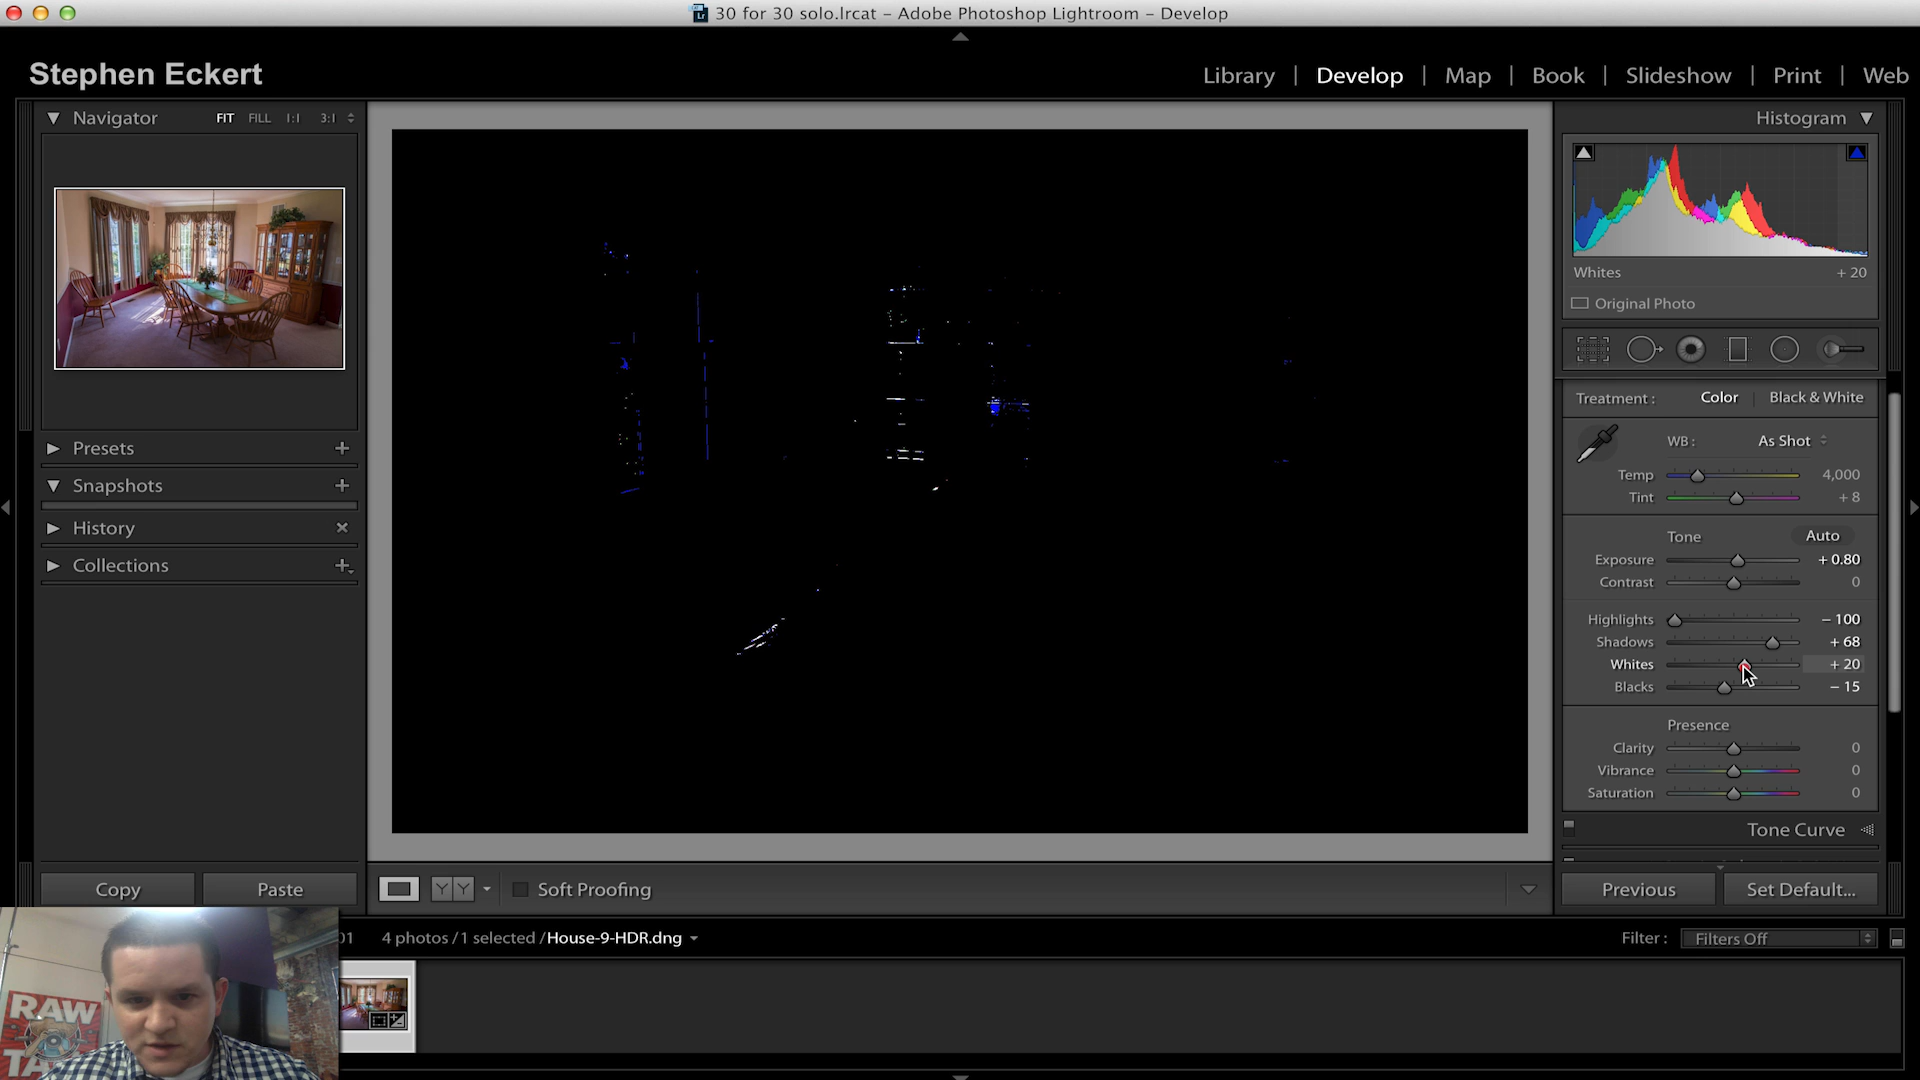 30 for 30 solo.lrcat – Adobe Photoshop Lightroom – Develop
Stephen Eckert
Library | Develop | Map | Book | Slideshow | Print | Web
Navigator FIT FILL 1:1 3:1
Histogram
Whites + 20
Original Photo
Treatment : Color Black & White
WB : As Shot
Temp 4,000
Tint + 8
Tone Auto
Exposure + 0.80
Contrast 0
Highlights – 100
Shadows + 68
Whites + 20
Blacks – 15
Presence
Clarity 0
Vibrance 0
Saturation 0
Tone Curve
Presets
Snapshots
History
Collections
Copy Paste
YY
Soft Proofing
Previous Set Default...
01 4 photos / 1 selected / House-9-HDR.dng
Filter : Filters Off
RAW
TA